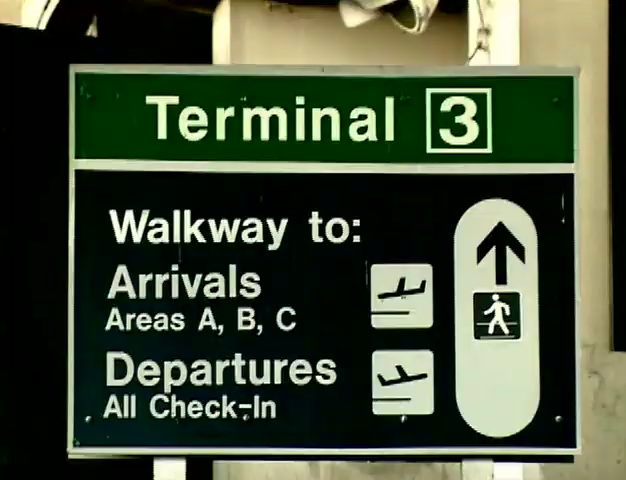 Terminal 3
Walkway to:
Arrivals
Areas A, B, C
Departures
All Check-In